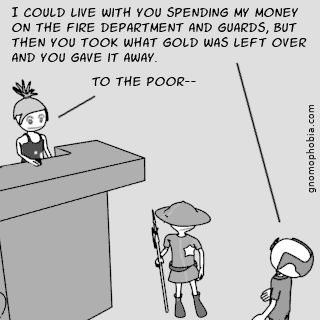 I COULD LIVE WITH YOU SPENDING MY MONEY
ON THE FIRE DEPARTMENT AND GUARDS, BUT
THEN YOU TOOK WHAT GOLD WAS LEFT OVER
AND YOU GAVE IT AWAY.
TO THE POOR--
gnomophobia.com